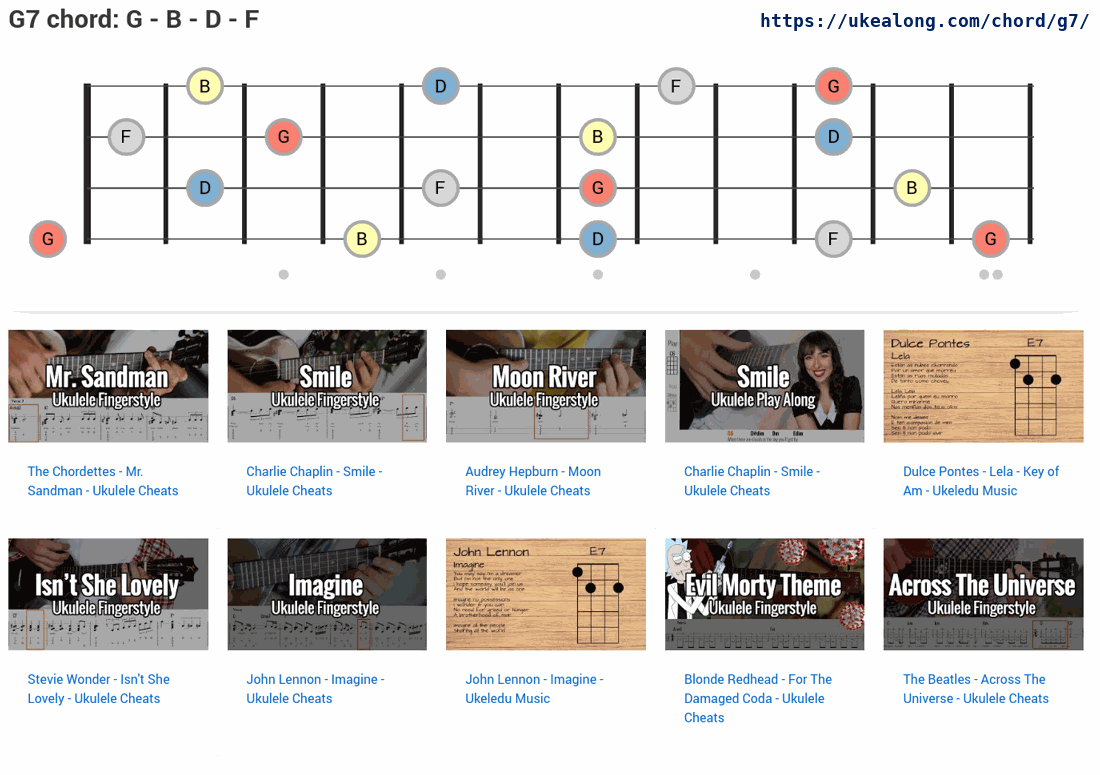 G7 chord: G - B - D - F
https://ukealong.com/chord/g7/
B D F G
F G B D
D F G B
G B D F G
Mr. Sandman
Ukulele Fingerstyle
Smile
Ukulele Fingerstyle
Moon River
Ukulele Fingerstyle
Smile
Ukulele Play Along
Dulce Pontes E7
Lela
The Chordettes - Mr.
Sandman - Ukulele Cheats
Charlie Chaplin - Smile -
Ukulele Cheats
Audrey Hepburn - Moon
River - Ukulele Cheats
Charlie Chaplin - Smile -
Ukulele Cheats
Dulce Pontes - Lela - Key of
Am - Ukeledu Music
Isn't She Lovely
Ukulele Fingerstyle
Imagine
Ukulele Fingerstyle
John Lennon E7
Imagine
Evil Morty Theme
Ukulele Fingerstyle
Across The Universe
Ukulele Fingerstyle
Stevie Wonder - Isn't She
Lovely - Ukulele Cheats
John Lennon - Imagine -
Ukulele Cheats
John Lennon - Imagine -
Ukeledu Music
Blonde Redhead - For The
Damaged Coda - Ukulele
Cheats
The Beatles - Across The
Universe - Ukulele Cheats